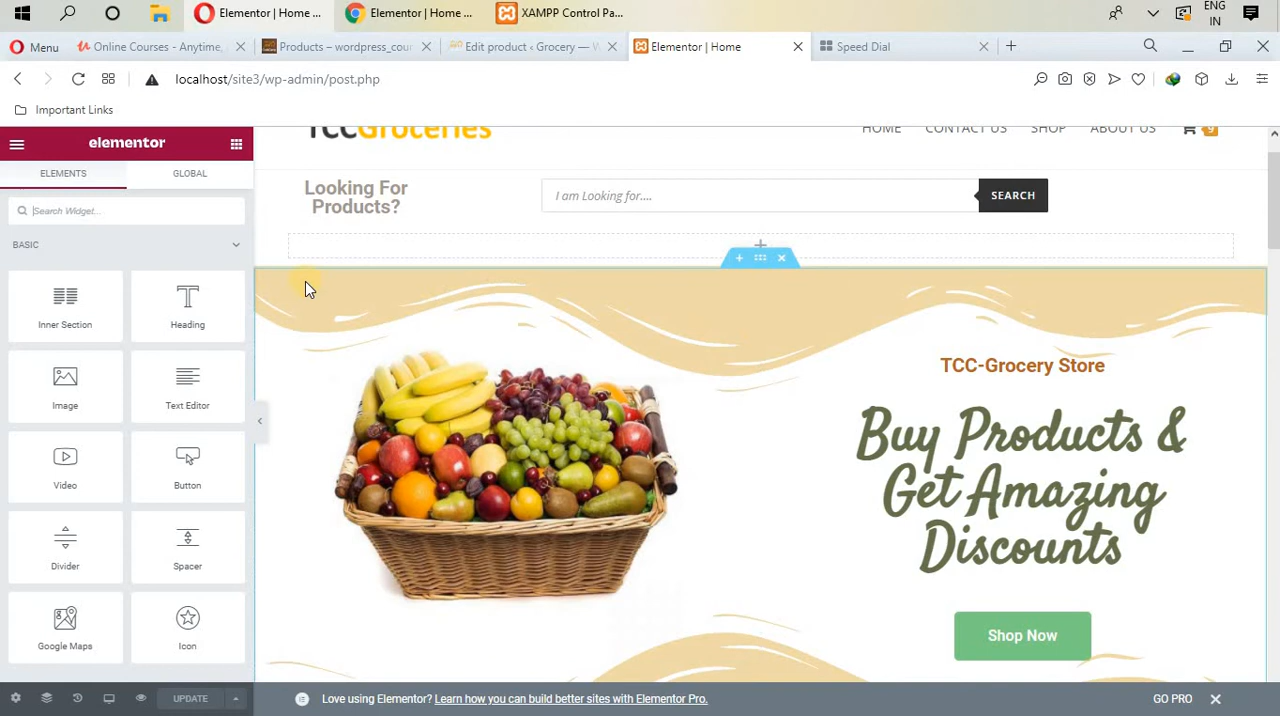 Elementor | Home ...
Elementor | Home ...
XAMPP Control Pa...
ENG
IN
Menu
Online Courses - Anytime,
Products – wordpress_cou
Edit product ‹ Grocery — W
Elementor | Home
Speed Dial
localhost/site3/wp-admin/post.php
Important Links
elementor
ELEMENTS
GLOBAL
Search Widget...
BASIC
Inner Section
Heading
Image
Text Editor
Video
Button
Divider
Spacer
Google Maps
Icon
UPDATE
TCCGroceries
HOME
CONTACT US
SHOP
ABOUT US
9
Looking For
Products?
I am Looking for....
SEARCH
TCC-Grocery Store
Buy Products &
Get Amazing
Discounts
Shop Now
Love using Elementor? Learn how you can build better sites with Elementor Pro.
GO PRO